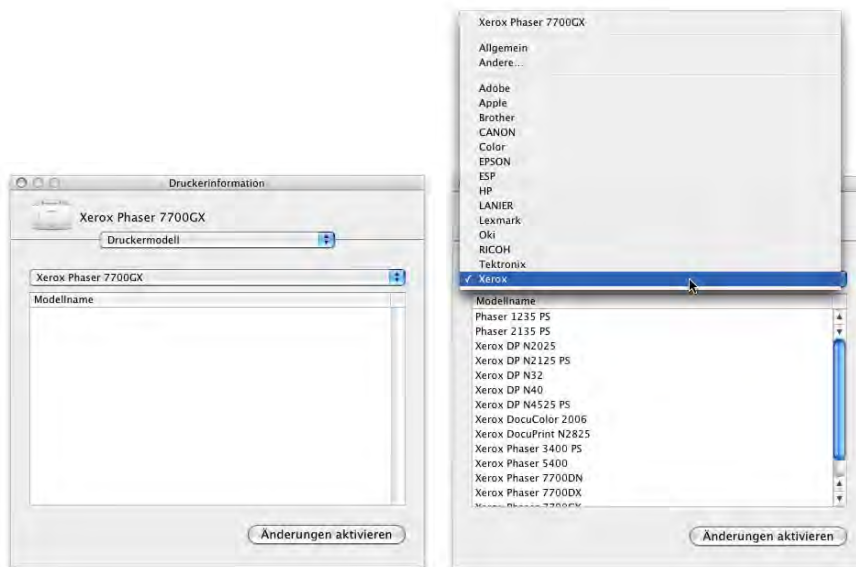 Druckerinformation
Xerox Phaser 7700GX
Druckermodell
Xerox Phaser 7700GX
Modellname
Änderungen aktivieren
Xerox Phaser 7700GX
Allgemein
Andere...
Adobe
Apple
Brother
CANON
Color
EPSON
ESP
HP
LANIER
Lexmark
Oki
RICOH
Tektronix
✓ Xerox
Modellname
Phaser 1235 PS
Phaser 2135 PS
Xerox DP N2025
Xerox DP N2125 PS
Xerox DP N32
Xerox DP N40
Xerox DP N4525 PS
Xerox DocuColor 2006
Xerox DocuPrint N2825
Xerox Phaser 3400 PS
Xerox Phaser 5400
Xerox Phaser 7700DN
Xerox Phaser 7700DX
Änderungen aktivieren